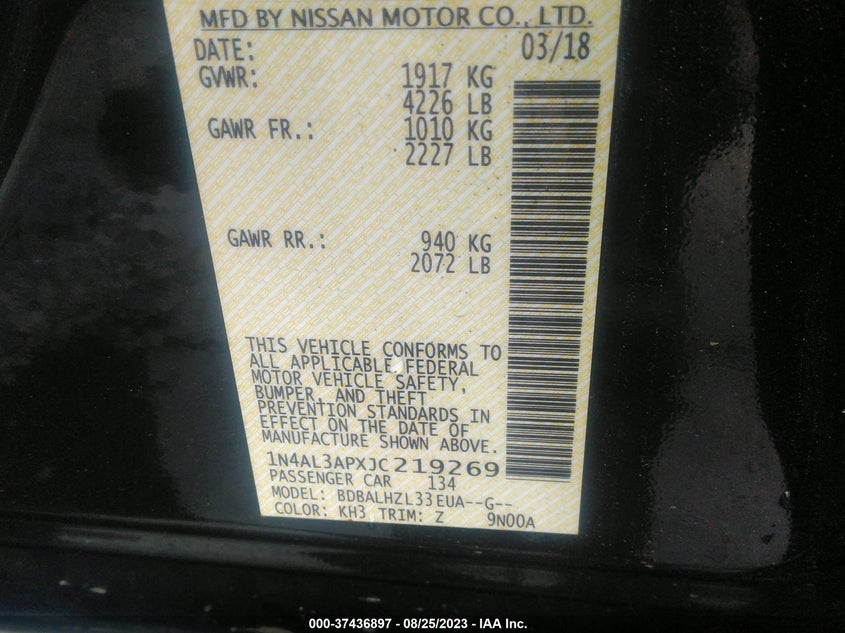 MFD BY NISSAN MOTOR CO., LTD.
DATE: 03/18
GVWR: 1917 KG
4226 LB
GAWR FR.: 1010 KG
2227 LB
GAWR RR.: 940 KG
2072 LB
THIS VEHICLE CONFORMS TO
ALL APPLICABLE FEDERAL
MOTOR VEHICLE SAFETY,
BUMPER, AND THEFT
PREVENTION STANDARDS IN
EFFECT ON THE DATE OF
MANUFACTURE SHOWN ABOVE.
1N4AL3APXJC219269
PASSENGER CAR 134
MODEL: BDBALHZL33EUA--G--
COLOR: KH3 TRIM: Z 9N00A
000-37436897 - 08/25/2023 - IAA Inc.